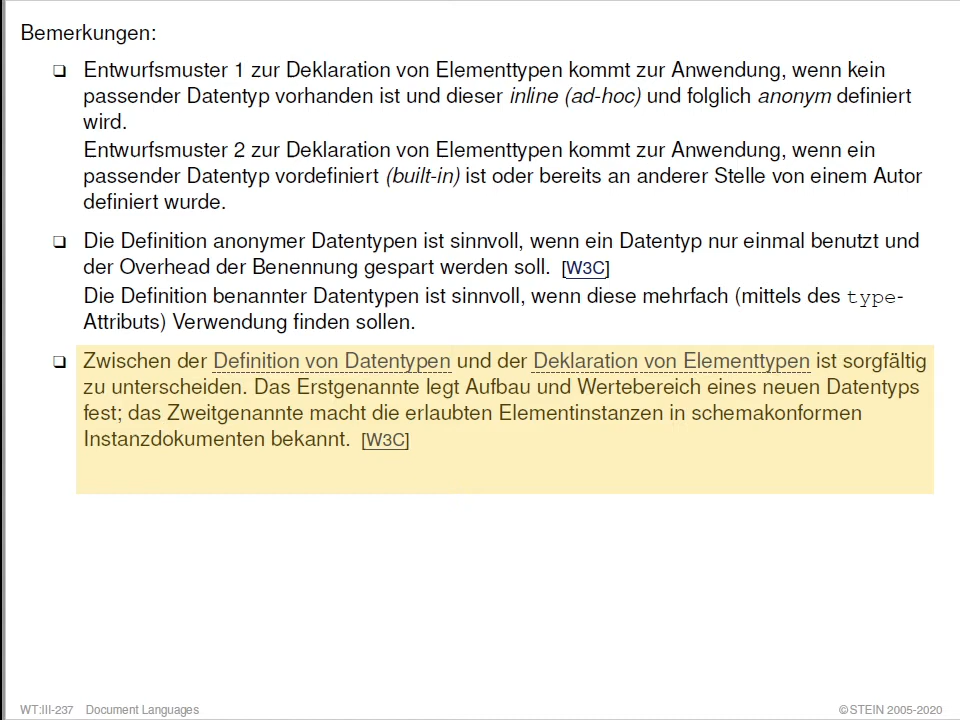 Bemerkungen:
❑ Entwurfsmuster 1 zur Deklaration von Elementtypen kommt zur Anwendung, wenn kein
passender Datentyp vorhanden ist und dieser inline (ad-hoc) und folglich anonym definiert
wird.
Entwurfsmuster 2 zur Deklaration von Elementtypen kommt zur Anwendung, wenn ein
passender Datentyp vordefiniert (built-in) ist oder bereits an anderer Stelle von einem Autor
definiert wurde.
❑ Die Definition anonymer Datentypen ist sinnvoll, wenn ein Datentyp nur einmal benutzt und
der Overhead der Benennung gespart werden soll. [W3C]
Die Definition benannter Datentypen ist sinnvoll, wenn diese mehrfach (mittels des type-
Attributs) Verwendung finden sollen.
❑ Zwischen der Definition von Datentypen und der Deklaration von Elementtypen ist sorgfältig
zu unterscheiden. Das Erstgenannte legt Aufbau und Wertebereich eines neuen Datentyps
fest; das Zweitgenannte macht die erlaubten Elementinstanzen in schemakonformen
Instanzdokumenten bekannt. [W3C]
WT:III-237 Document Languages ©STEIN 2005-2020